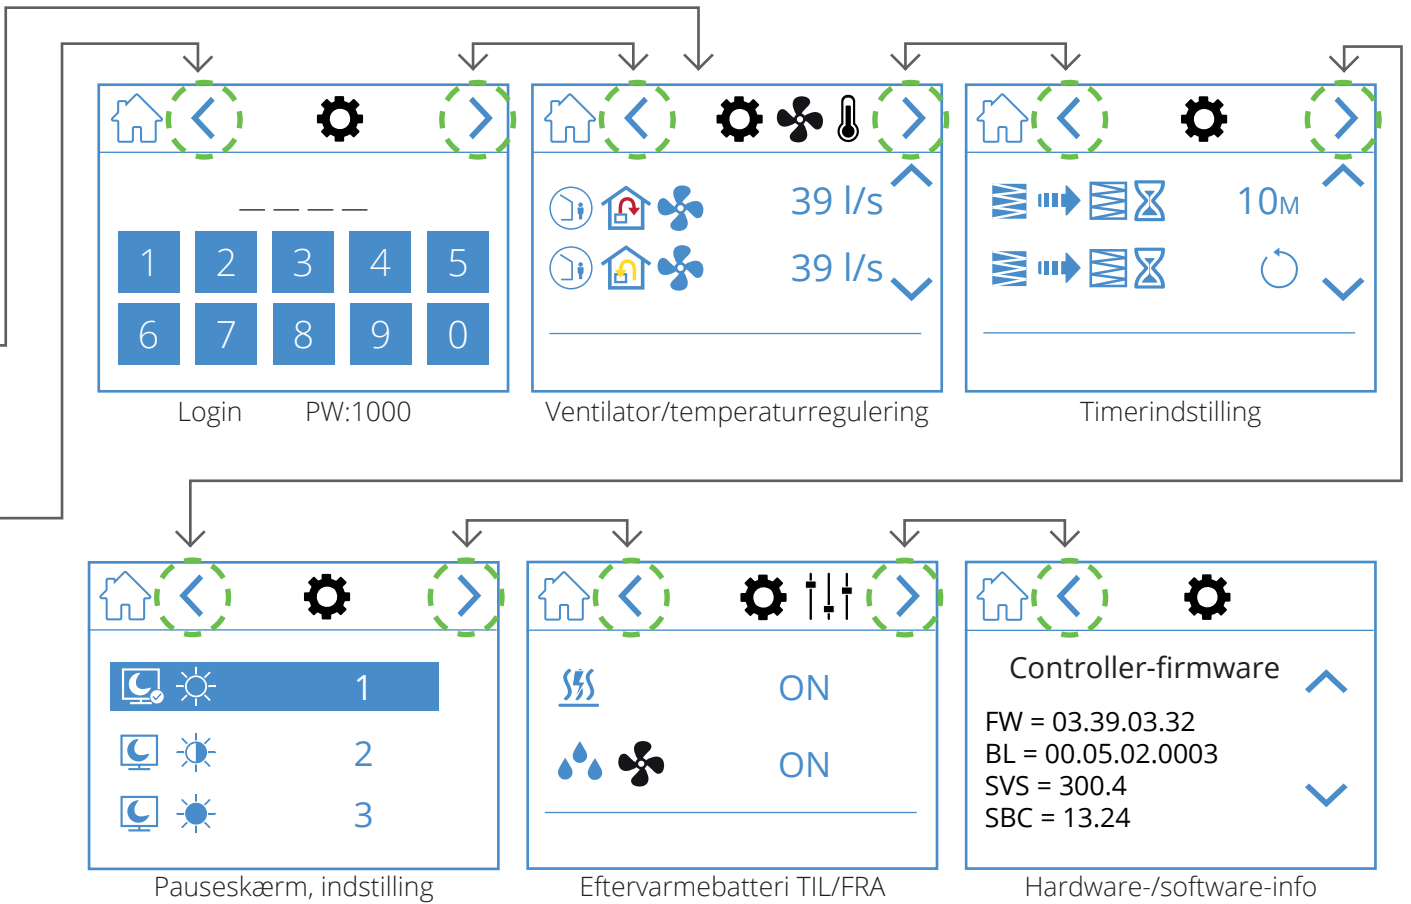 1 2 3 4 5
6 7 8 9 0
Login PW:1000
39 l/s
39 l/s
Ventilator/temperaturregulering
10M
Timerindstilling
1
2
3
Pauseskærm, indstilling
ON
ON
Eftervarmebatteri TIL/FRA
Controller-firmware
FW = 03.39.03.32
BL = 00.05.02.0003
SVS = 300.4
SBC = 13.24
Hardware-/software-info